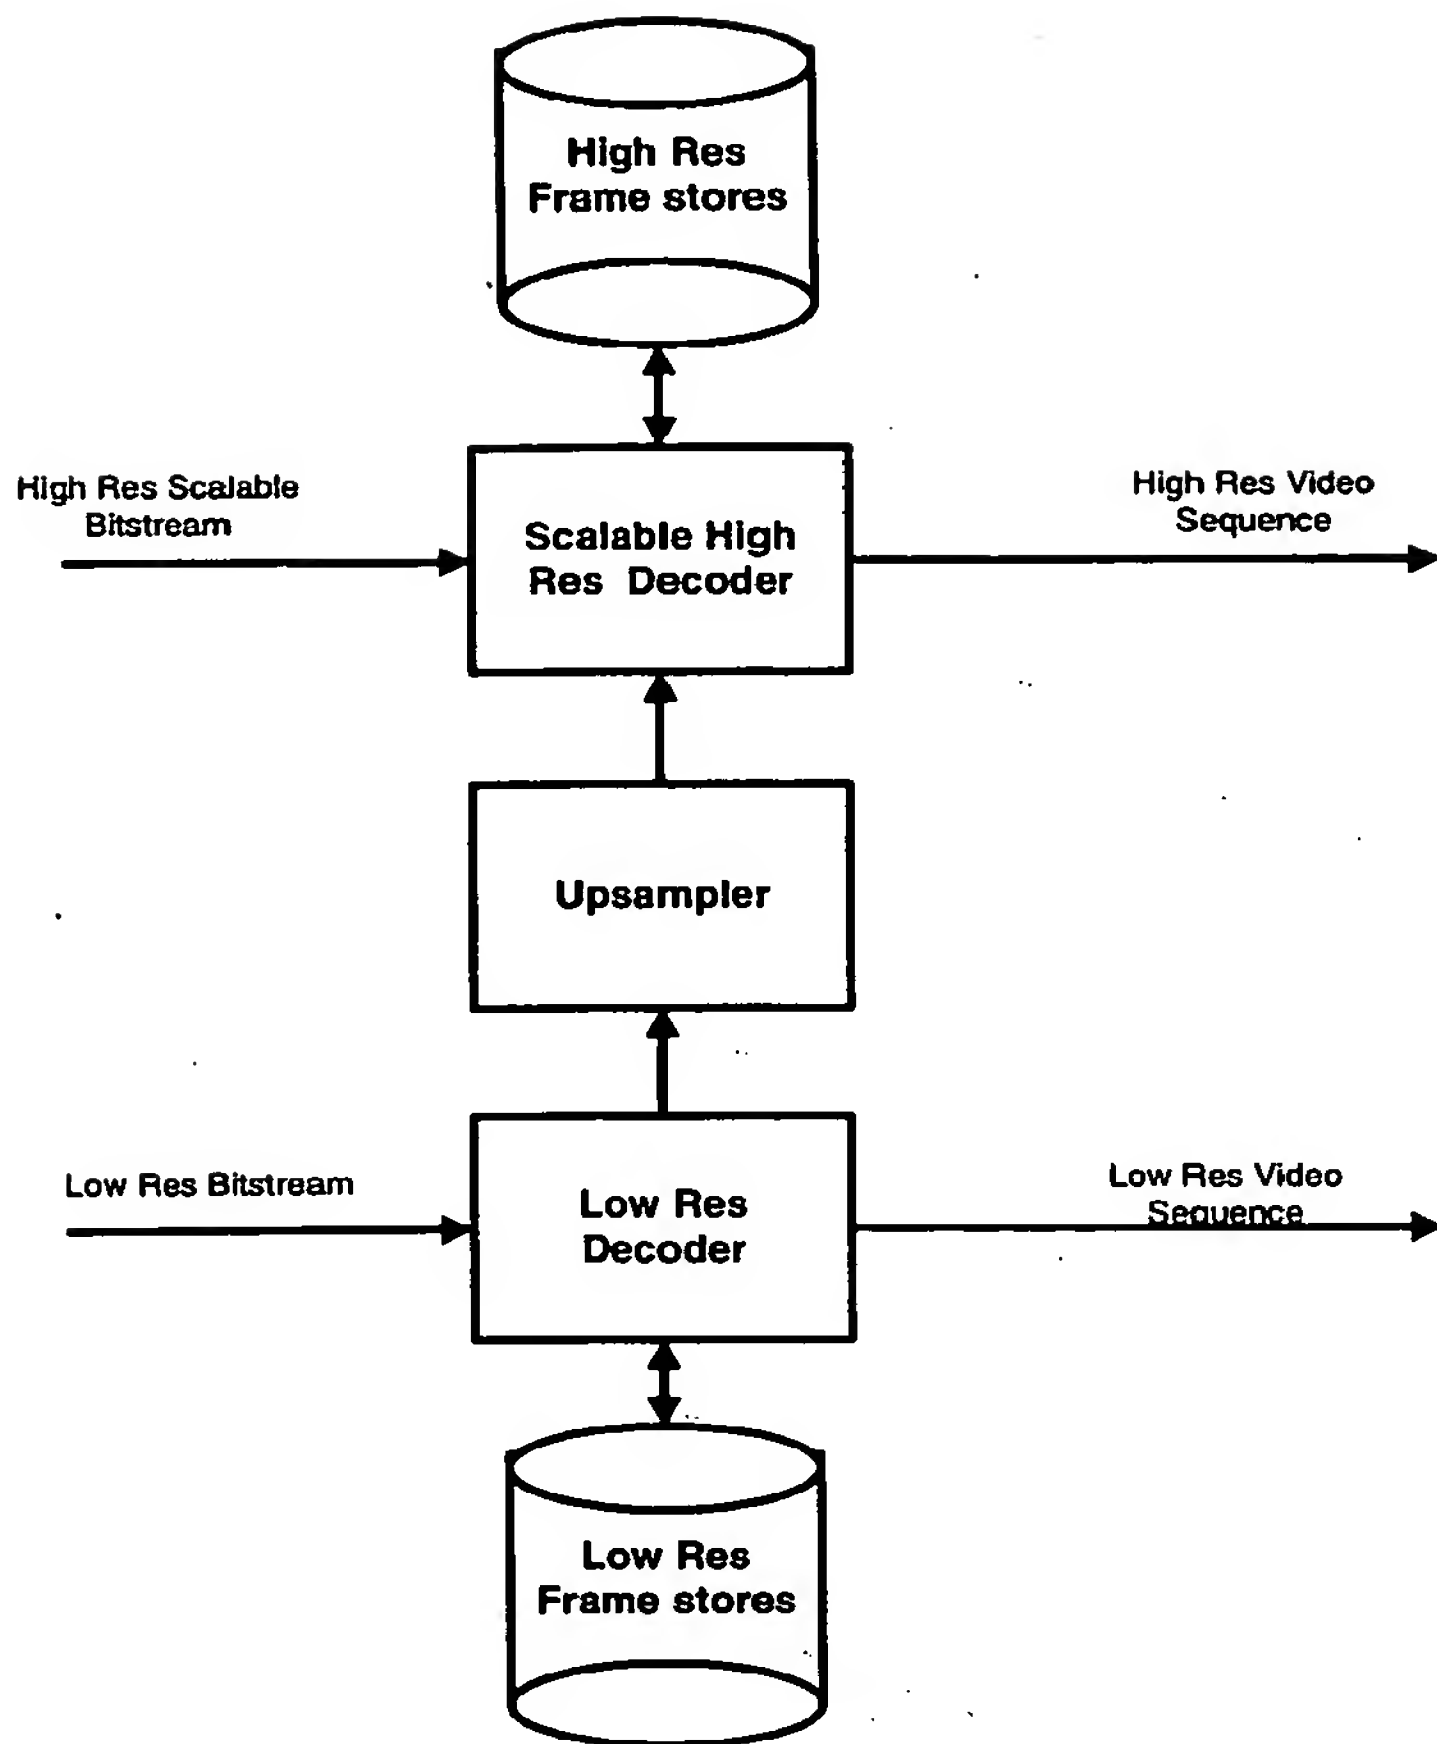 High Res
Frame stores
High Res Scalable
Bitstream
Scalable High
Res Decoder
High Res Video
Sequence
Upsampler
Low Res Bitstream
Low Res
Decoder
Low Res Video
Sequence
Low Res
Frame stores